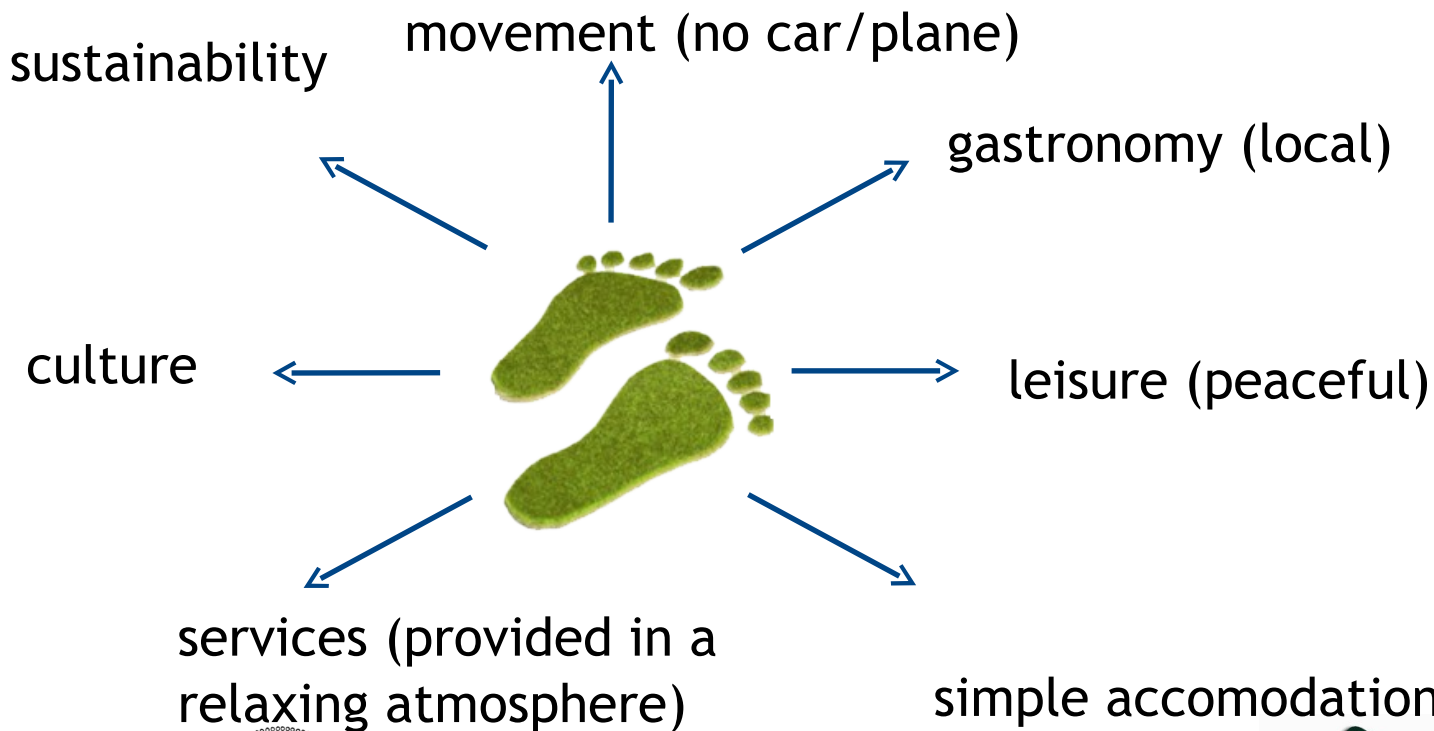 movement (no car/plane)
sustainability
gastronomy (local)
culture
leisure (peaceful)
services (provided in a
relaxing atmosphere)
simple accomodation